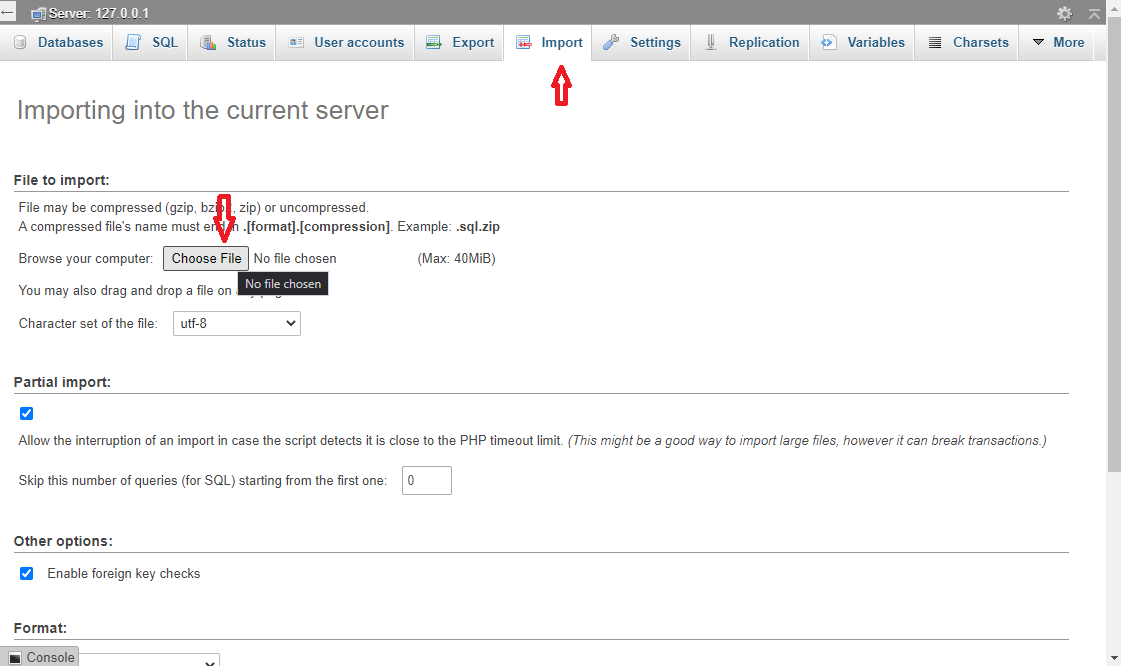 Server: 127.0.0.1
Databases SQL Status User accounts Export Import Settings Replication Variables Charsets More
Importing into the current server
File to import:
File may be compressed (gzip, zip) or uncompressed.
A compressed file's name must .[format].[compression]. Example: .sql.zip
Browse your computer: Choose File No file chosen (Max: 40MiB)
No file chosen
You may also drag and drop a file on
Character set of the file: utf-8
Partial import:
Allow the interruption of an import in case the script detects it is close to the PHP timeout limit. (This might be a good way to import large files, however it can break transactions.)
Skip this number of queries (for SQL) starting from the first one: 0
Other options:
Enable foreign key checks
Format:
Console